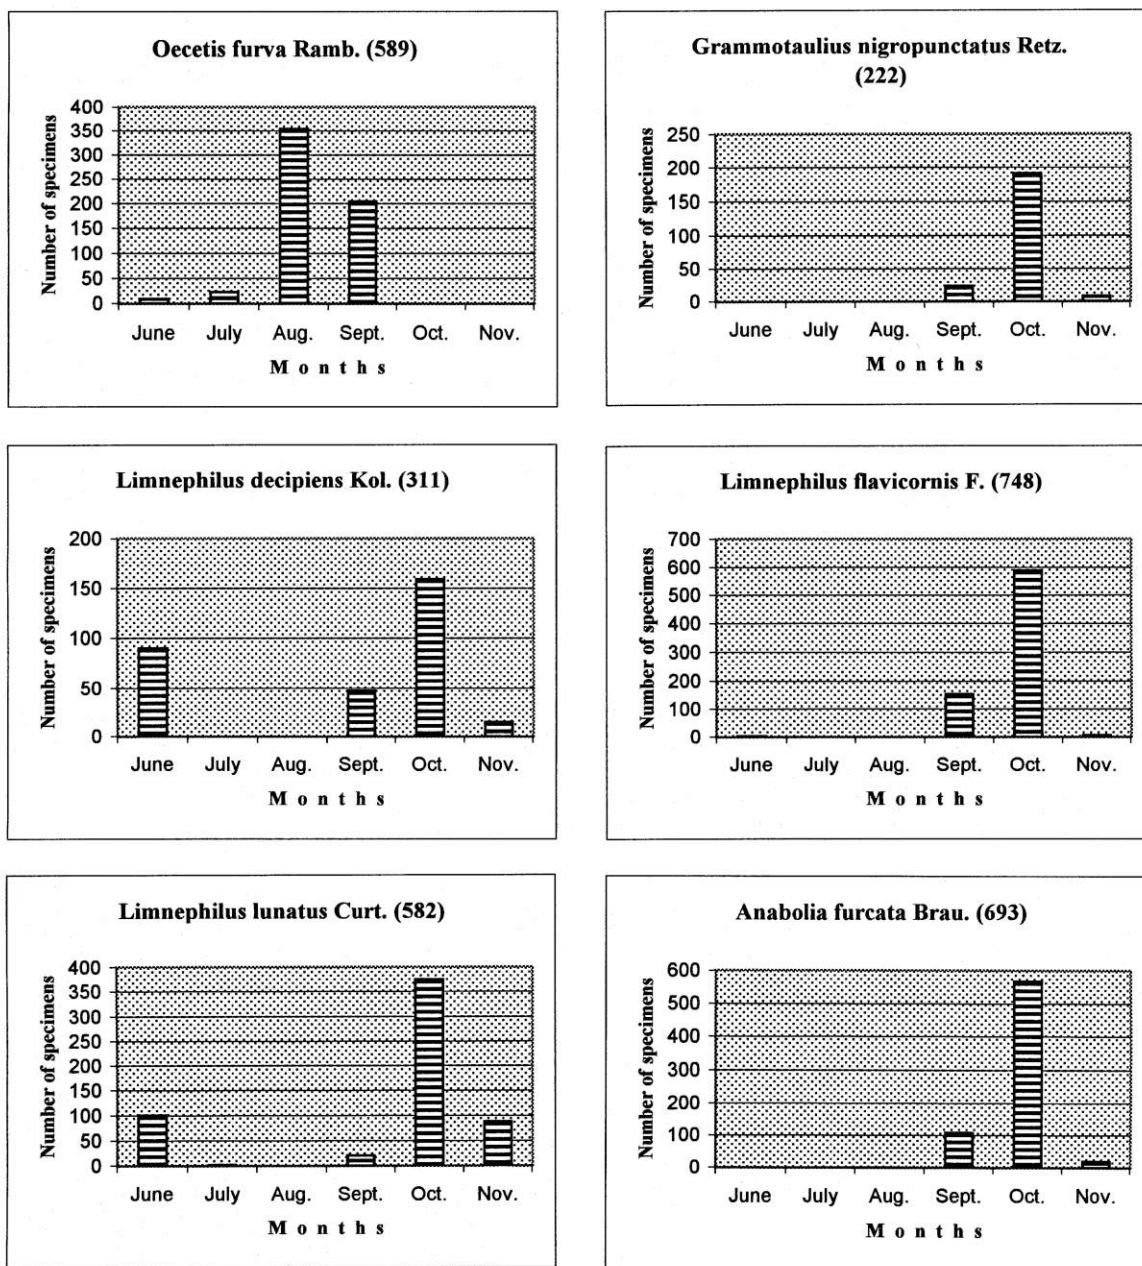 Oecetis furva Ramb. (589)
Number of specimens
400
350
300
250
200
150
100
50
0
June July Aug. Sept. Oct. Nov.
M o n t h s
Grammotaulius nigropunctatus Retz.
(222)
Number of specimens
250
200
150
100
50
0
June July Aug. Sept. Oct. Nov.
M o n t h s
Limnephilus decipiens Kol. (311)
Number of specimens
200
150
100
50
0
June July Aug. Sept. Oct. Nov.
M o n t h s
Limnephilus flavicornis F. (748)
Number of specimens
700
600
500
400
300
200
100
0
June July Aug. Sept. Oct. Nov.
M o n t h s
Limnephilus lunatus Curt. (582)
Number of specimens
400
350
300
250
200
150
100
50
0
June July Aug. Sept. Oct. Nov.
M o n t h s
Anabolia furcata Brau. (693)
Number of specimens
600
500
400
300
200
100
0
June July Aug. Sept. Oct. Nov.
M o n t h s